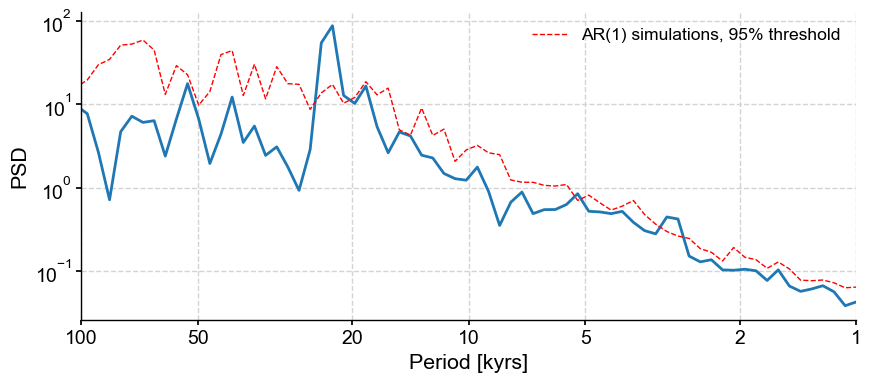 AR(1) simulations, 95% threshold
PSD
10²
10¹
10⁰
10⁻¹
100 50 20 10 5 2 1
Period [kyrs]